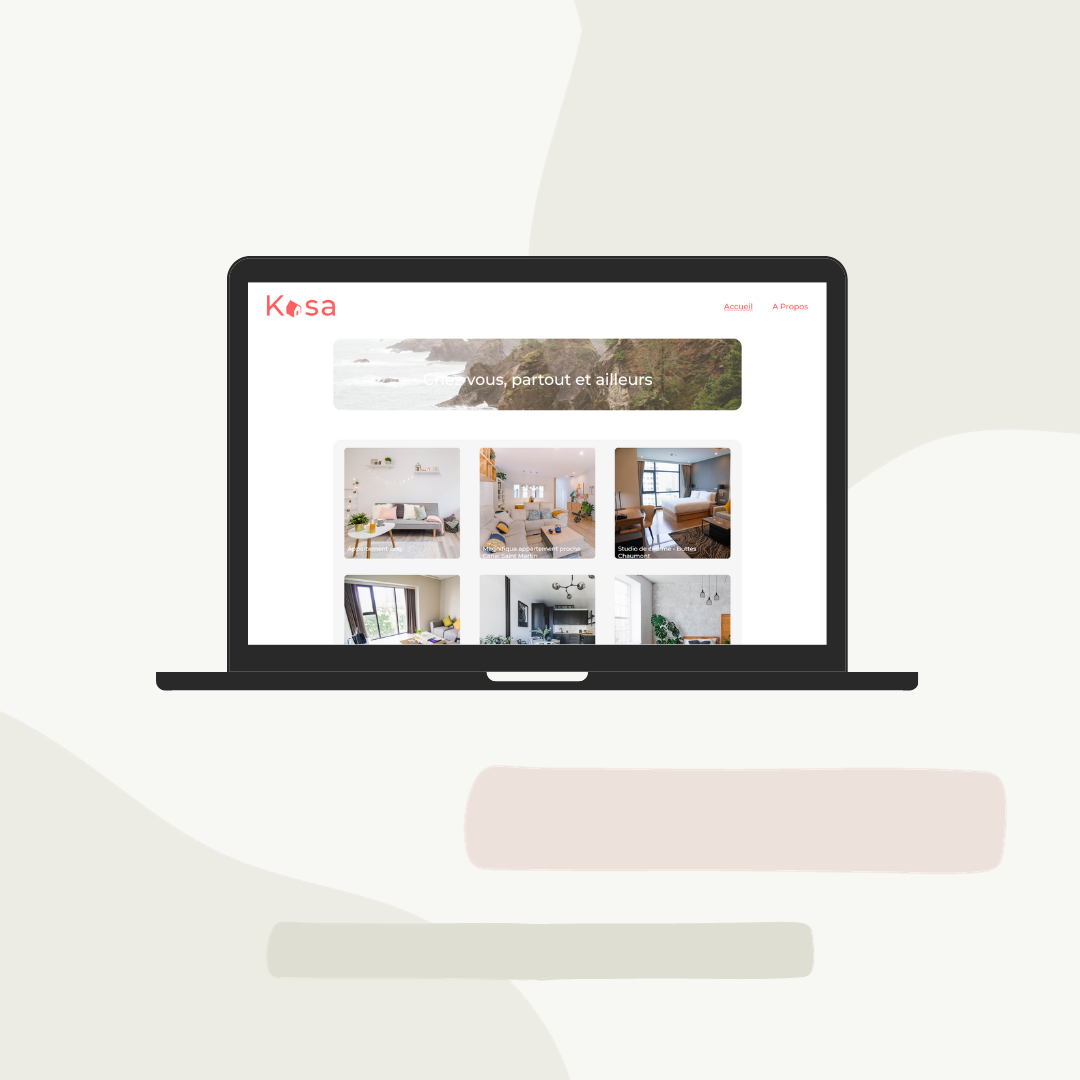 Kasa
Accueil
A Propos
Chez vous, partout et ailleurs
Appartement cosy
Magnifique appartement proche
Canal Saint Martin
Studio de charme - Buttes
Chaumont